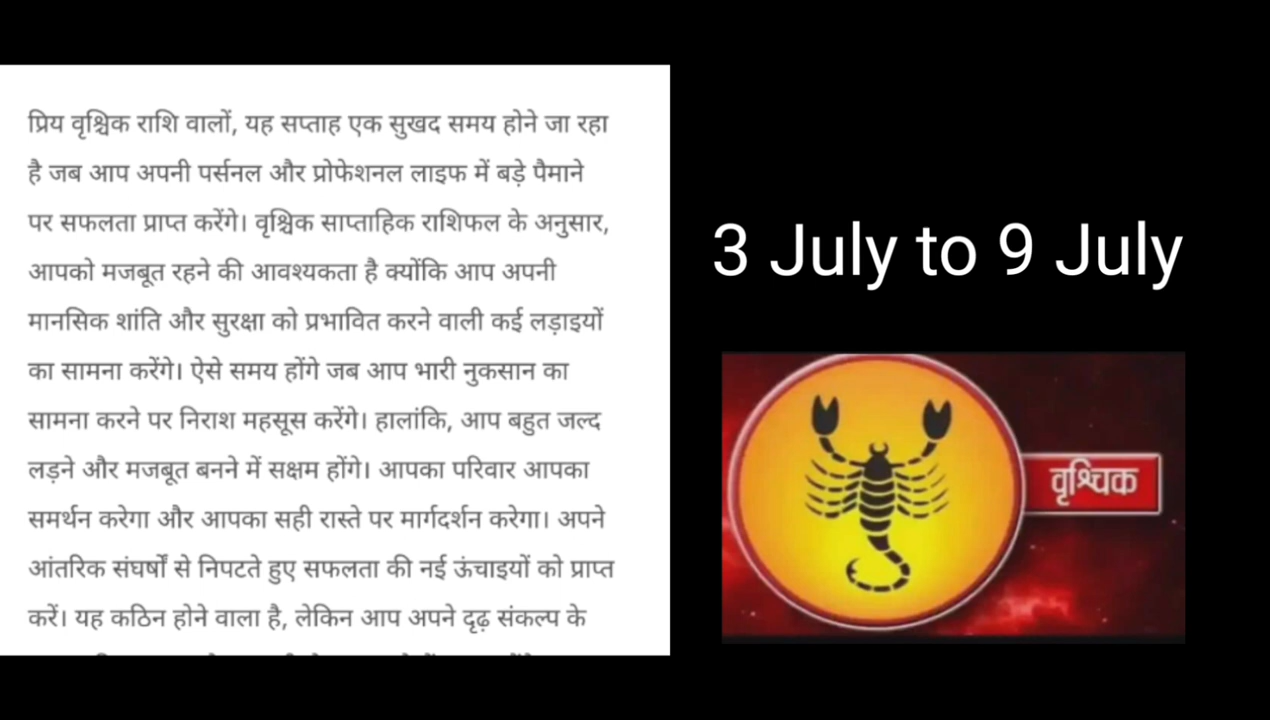 प्रिय वृश्चिक राशि वालों, यह सप्ताह एक सुखद समय होने जा रहा
है जब आप अपनी पर्सनल और प्रोफेशनल लाइफ में बड़े पैमाने
पर सफलता प्राप्त करेंगे। वृश्चिक साप्ताहिक राशिफल के अनुसार,
आपको मजबूत रहने की आवश्यकता है क्योंकि आप अपनी
मानसिक शांति और सुरक्षा को प्रभावित करने वाली कई लड़ाइयों
का सामना करेंगे। ऐसे समय होंगे जब आप भारी नुकसान का
सामना करने पर निराश महसूस करेंगे। हालांकि, आप बहुत जल्द
लड़ने और मजबूत बनने में सक्षम होंगे। आपका परिवार आपका
समर्थन करेगा और आपका सही रास्ते पर मार्गदर्शन करेगा। अपने
आंतरिक संघर्षों से निपटते हुए सफलता की नई ऊंचाइयों को प्राप्त
करें। यह कठिन होने वाला है, लेकिन आप अपने दृढ़ संकल्प के
3 July to 9 July
वृश्चिक